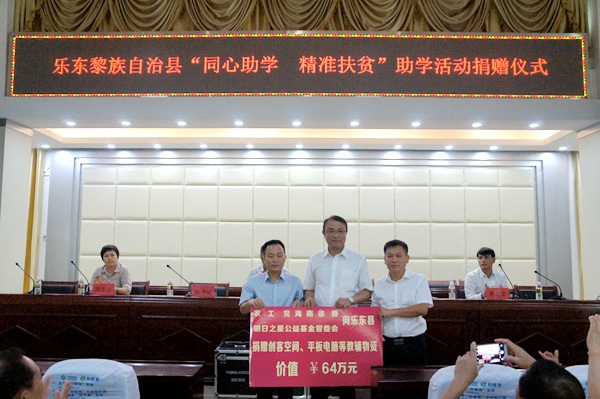 乐东黎族自治县“同心助学 精准扶贫”助学活动捐赠仪式
农工党海南省委
明日之星公益基金管委会 向乐东县
捐赠创客空间、平板电脑等教辅物资
价值 ￥64万元